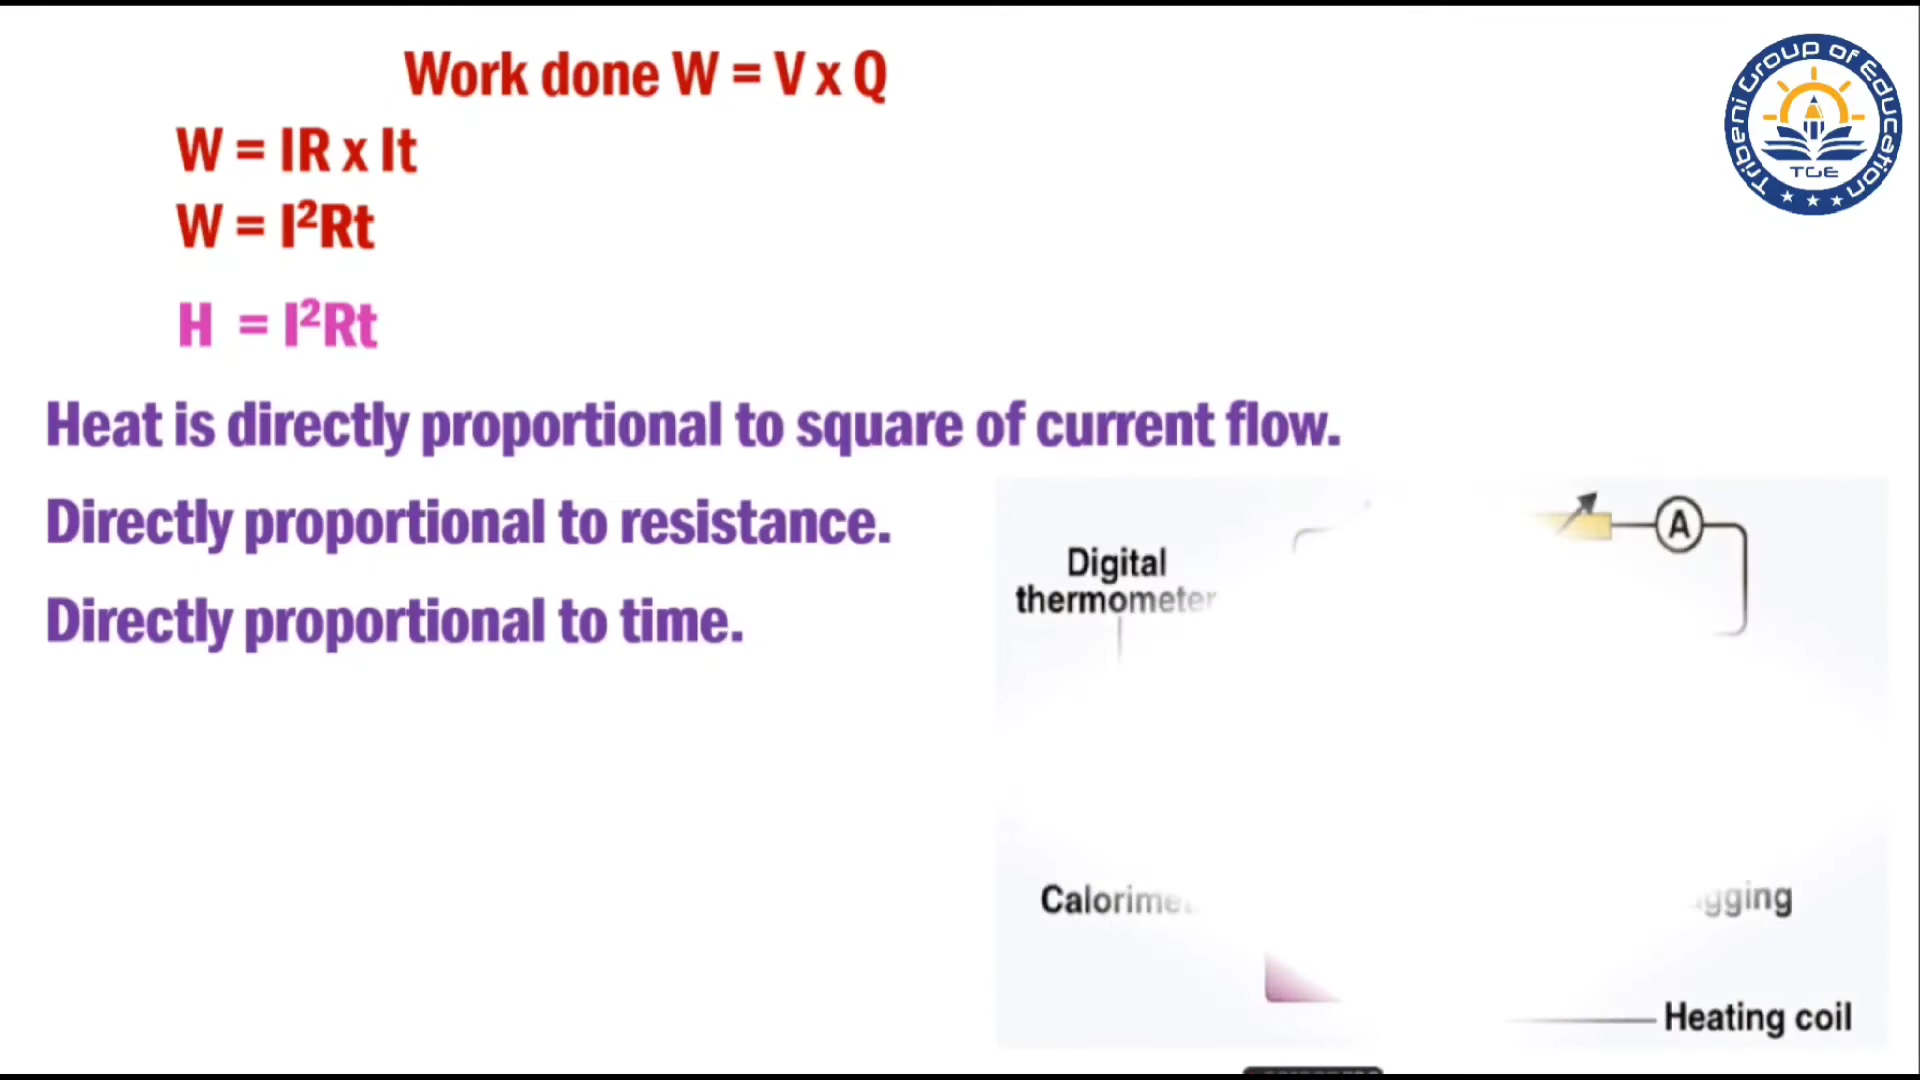 Work done W = V x Q
W = IR x It
W = I²Rt
H = I²Rt
Heat is directly proportional to square of current flow.
Directly proportional to resistance.
Directly proportional to time.
Tribeni Group of Education
TGE
A
Digital
thermometer
Heating coil